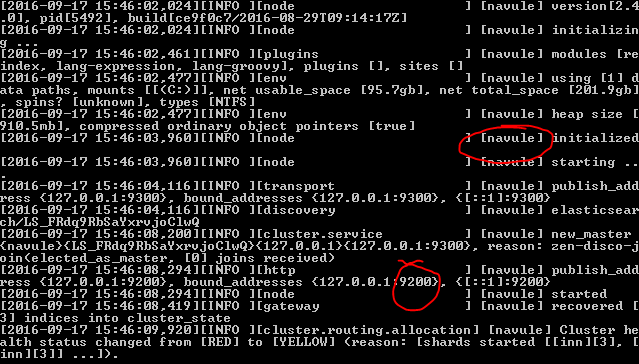 [2016-09-17 15:46:02,024][INFO ][node                     ] [navule] version[2.4
.0], pid[5492], build[ce9f0c7/2016-08-29T09:14:17Z]
[2016-09-17 15:46:02,024][INFO ][node                     ] [navule] initializin
g ...
[2016-09-17 15:46:02,461][INFO ][plugins                  ] [navule] modules [re
index, lang-expression, lang-groovy], plugins [], sites []
[2016-09-17 15:46:02,477][INFO ][env                      ] [navule] using [1] d
ata paths, mounts [[(C:)]], net usable_space [95.7gb], net total_space [201.9gb]
, spins? [unknown], types [NTFS]
[2016-09-17 15:46:02,477][INFO ][env                      ] [navule] heap size [
910.5mb], compressed ordinary object pointers [true]
[2016-09-17 15:46:03,960][INFO ][node                     ] [navule] initialized
[2016-09-17 15:46:03,960][INFO ][node                     ] [navule] starting ..
.
[2016-09-17 15:46:04,116][INFO ][transport                ] [navule] publish_add
ress {127.0.0.1:9300}, bound_addresses {127.0.0.1:9300}, {[::1]:9300}
[2016-09-17 15:46:04,116][INFO ][discovery                ] [navule] elasticsear
ch/LS_FRdq9RbSaYxrvjoClwQ
[2016-09-17 15:46:08,200][INFO ][cluster.service          ] [navule] new_master
{navule}{LS_FRdq9RbSaYxrvjoClwQ}{127.0.0.1}{127.0.0.1:9300}, reason: zen-disco-j
oin(elected_as_master, [0] joins received)
[2016-09-17 15:46:08,294][INFO ][http                     ] [navule] publish_add
ress {127.0.0.1:9200}, bound_addresses {127.0.0.1:9200}, {[::1]:9200}
[2016-09-17 15:46:08,294][INFO ][node                     ] [navule] started
[2016-09-17 15:46:08,419][INFO ][gateway                  ] [navule] recovered [
3] indices into cluster_state
[2016-09-17 15:46:09,920][INFO ][cluster.routing.allocation] [navule] Cluster he
alth status changed from [RED] to [YELLOW] (reason: [shards started [[inn][3], [
inn][3]] ...]).